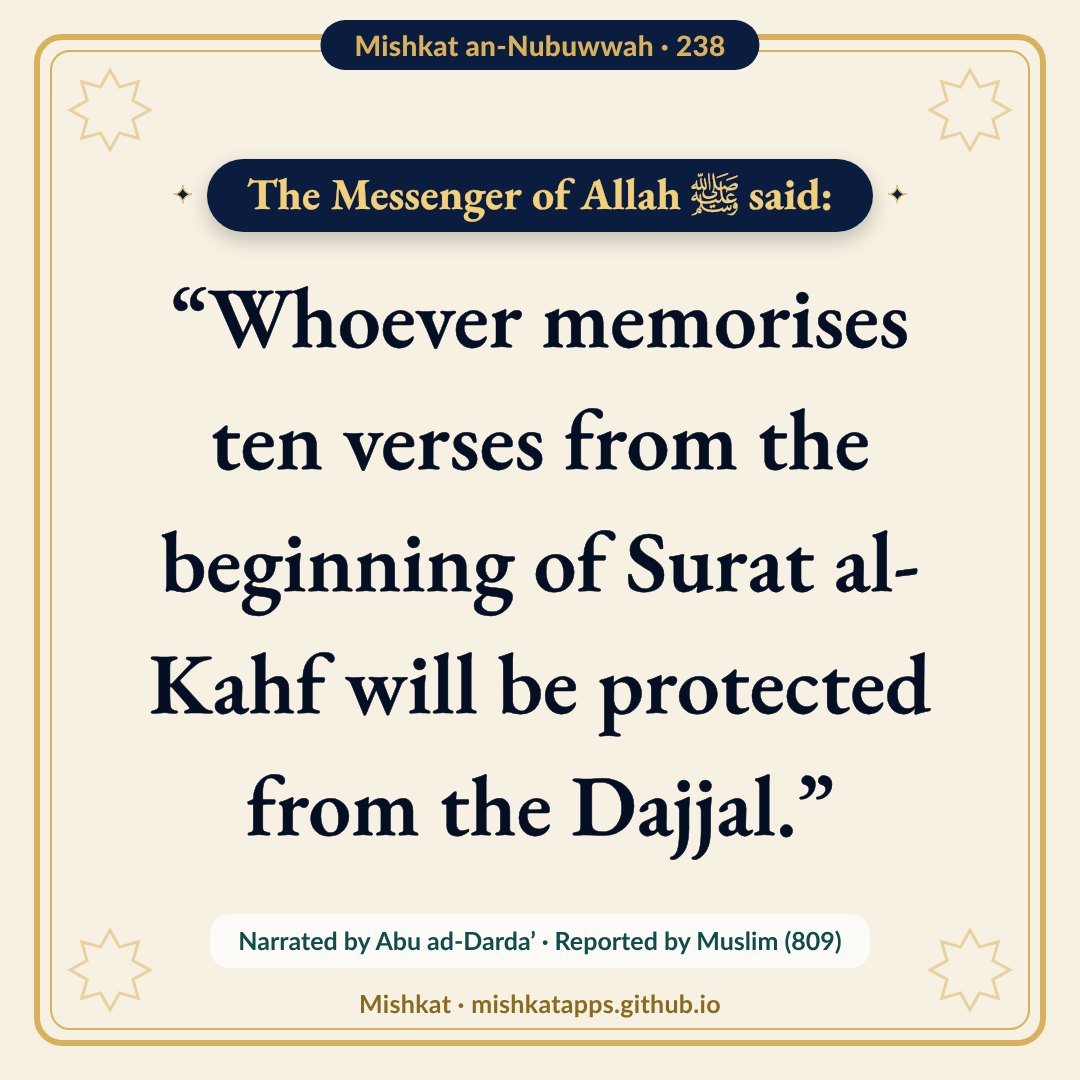 Mishkat an-Nubuwwah · 238
The Messenger of Allah ﷺ said:
“Whoever memorises
ten verses from the
beginning of Surat al-
Kahf will be protected
from the Dajjal.”
Narrated by Abu ad-Darda’ · Reported by Muslim (809)
Mishkat · mishkatapps.github.io